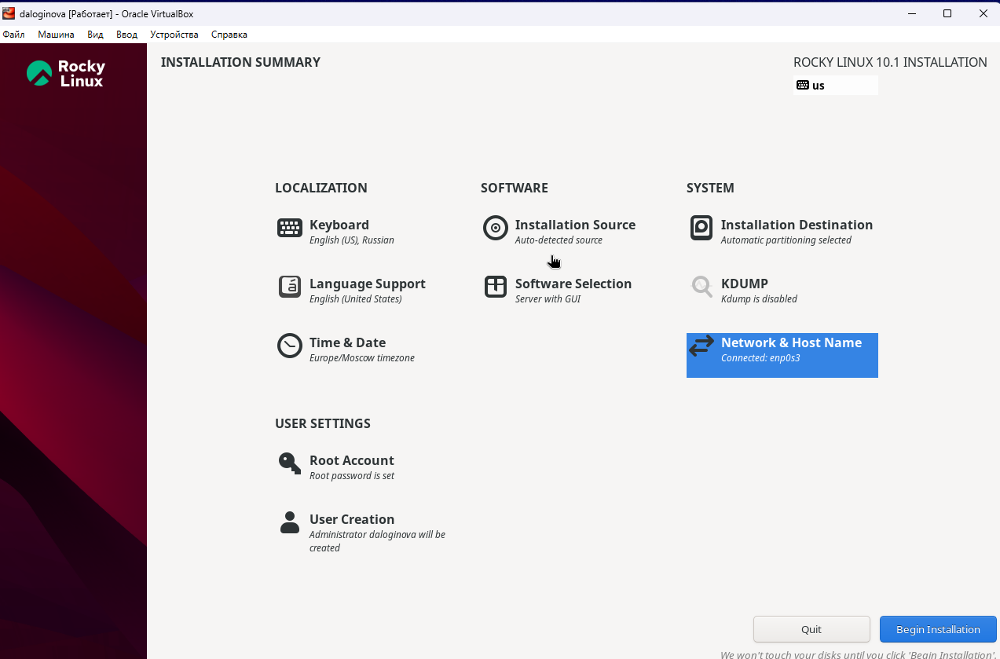 daloginova [Работает] - Oracle VirtualBox
Файл Машина Вид Ввод Устройства Справка
Rocky
Linux
INSTALLATION SUMMARY
ROCKY LINUX 10.1 INSTALLATION
us
LOCALIZATION
Keyboard
English (US), Russian
Language Support
English (United States)
Time & Date
Europe/Moscow timezone
SOFTWARE
Installation Source
Auto-detected source
Software Selection
Server with GUI
SYSTEM
Installation Destination
Automatic partitioning selected
KDUMP
Kdump is disabled
Network & Host Name
Connected: enp0s3
USER SETTINGS
Root Account
Root password is set
User Creation
Administrator daloginova will be
created
Quit
Begin Installation
We won't touch your disks until you click 'Begin Installation'.